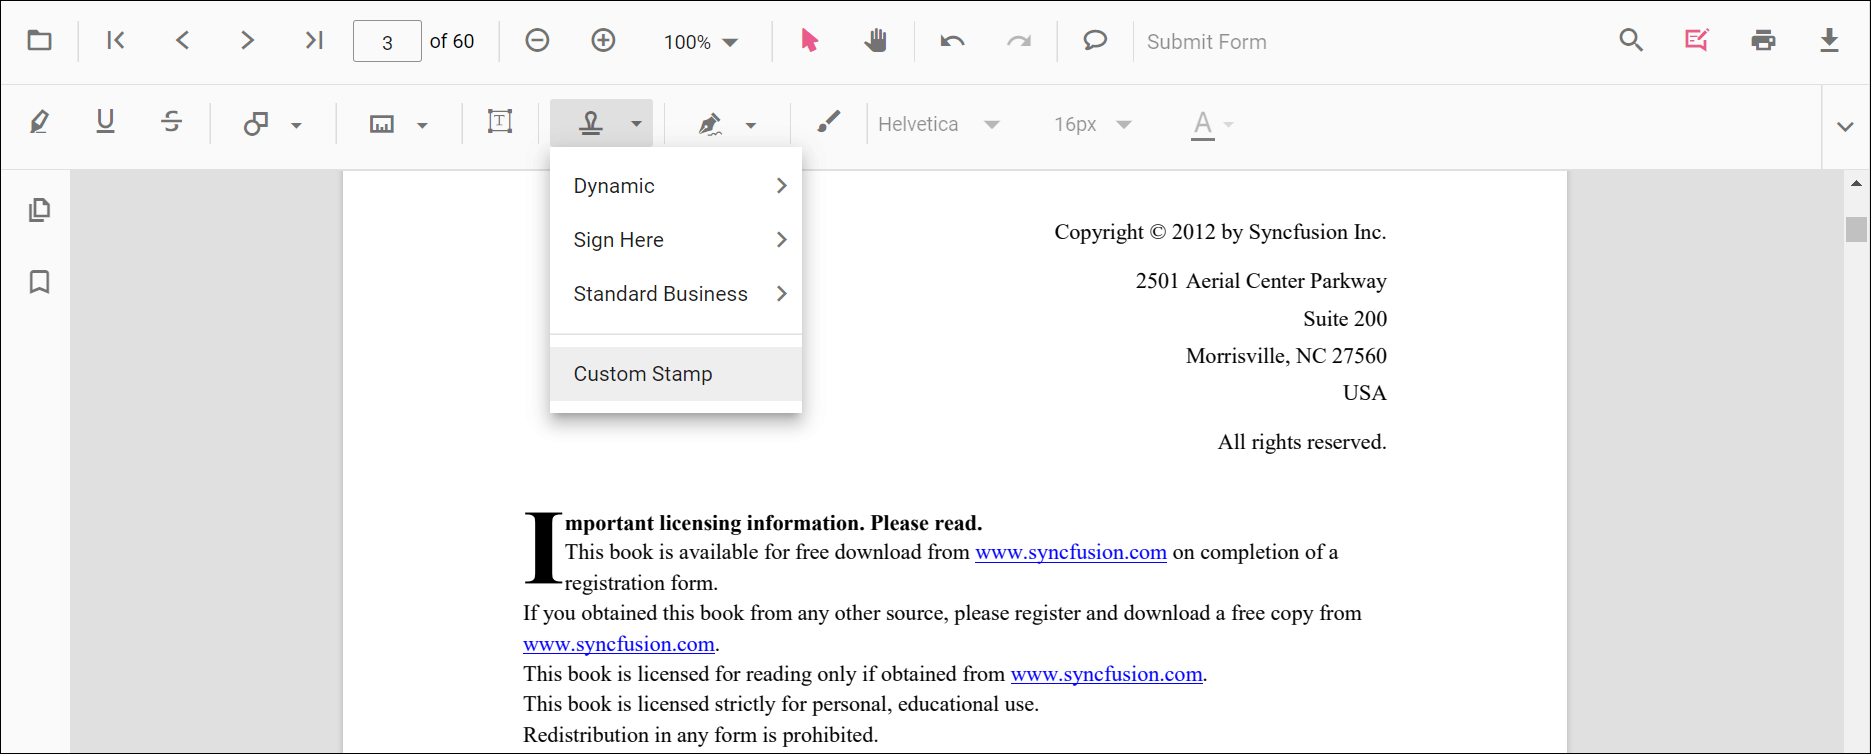 3 of 60 100% Submit Form
U S T Helvetica 16px A
Dynamic
Sign Here
Standard Business
Custom Stamp
Copyright © 2012 by Syncfusion Inc.
2501 Aerial Center Parkway
Suite 200
Morrisville, NC 27560
USA
All rights reserved.
Important licensing information. Please read.
This book is available for free download from www.syncfusion.com on completion of a
registration form.
If you obtained this book from any other source, please register and download a free copy from
www.syncfusion.com.
This book is licensed for reading only if obtained from www.syncfusion.com.
This book is licensed strictly for personal, educational use.
Redistribution in any form is prohibited.